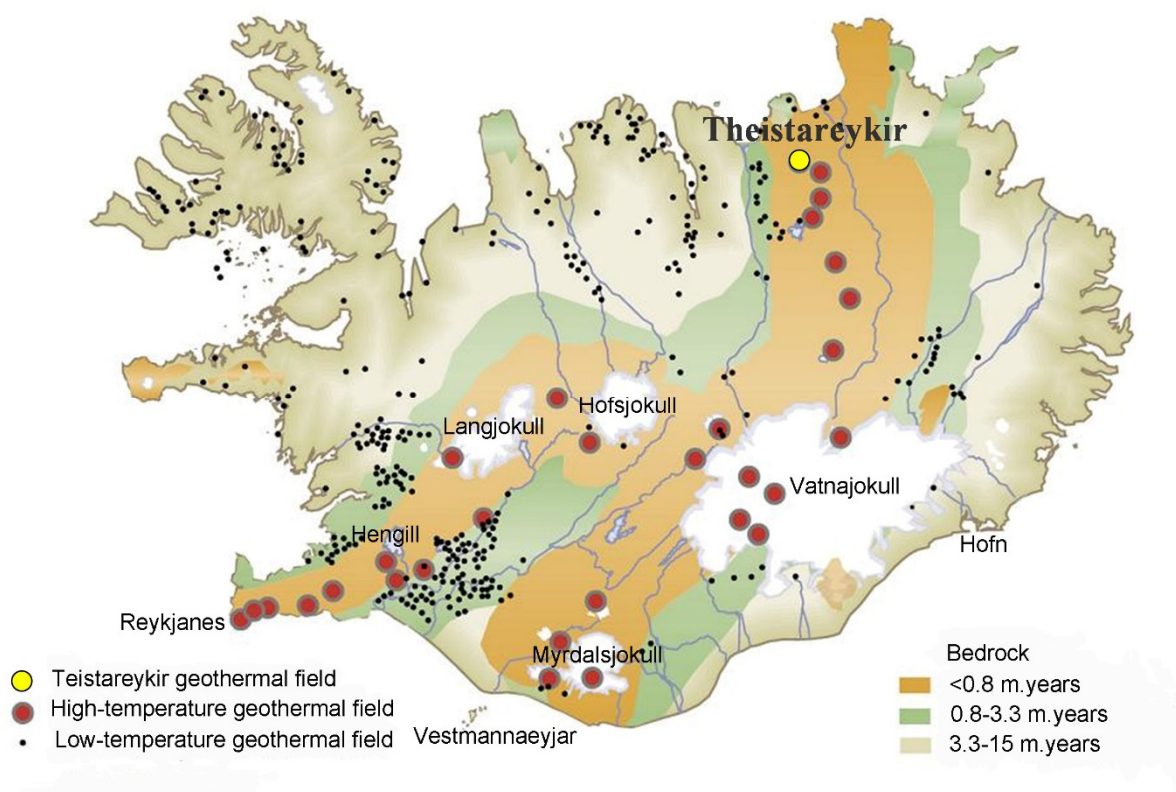 Theistareykir
Hofsjokull
Langjokull
Vatnajokull
Hengill
Hofn
Reykjanes
Myrdalsjokull
Vestmannaeyjar
Teistareykir geothermal field
High-temperature geothermal field
Low-temperature geothermal field
Bedrock
<0.8 m.years
0.8-3.3 m.years
3.3-15 m.years